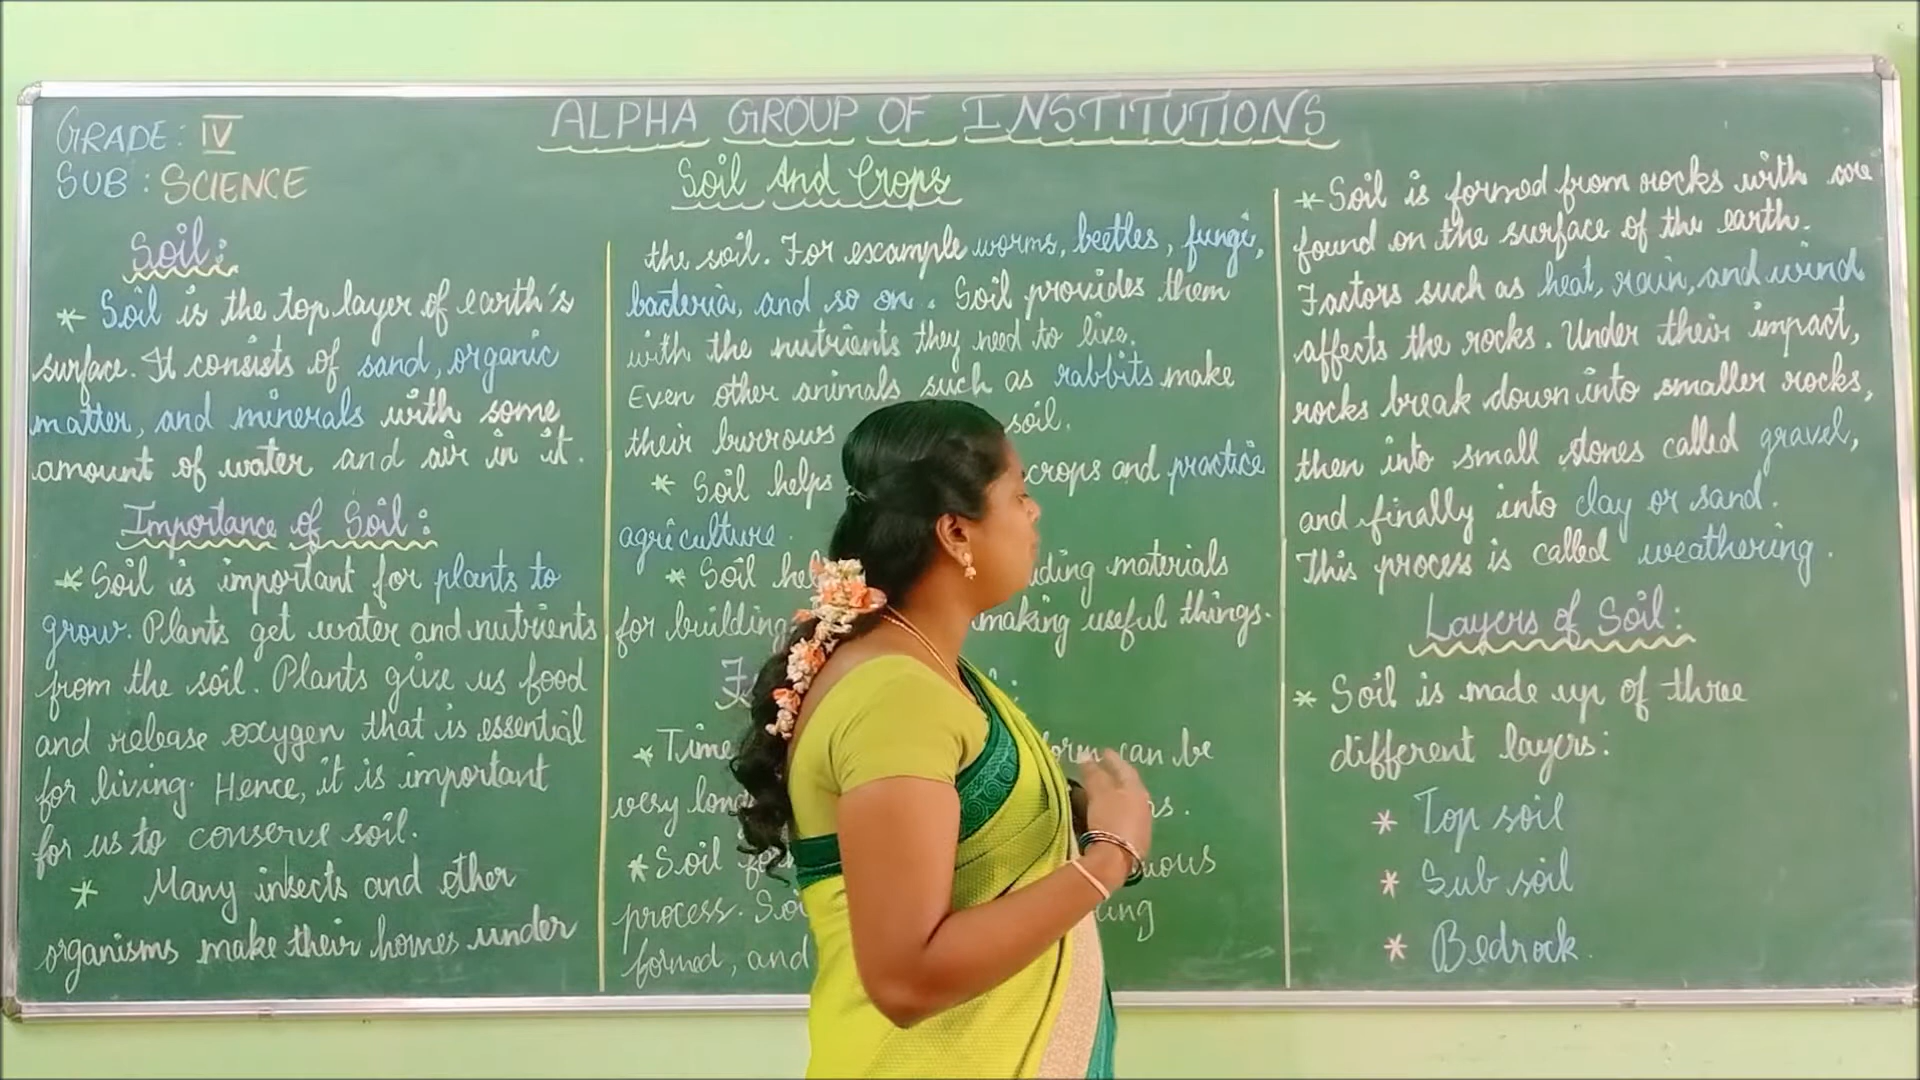 ALPHA GROUP OF INSTITUTIONS
GRADE: IV
SUB: SCIENCE
Soil And Crops
Soil:
* Soil is the top layer of earth's
surface. It consists of sand, organic
matter, and minerals with some
amount of water and air in it.
Importance of Soil:
* Soil is important for plants to
grow. Plants get water and nutrients
from the soil. Plants give us food
and release oxygen that is essential
for living. Hence, it is important
for us to conserve soil.
* Many insects and other
organisms make their homes under
the soil. For example worms, beetles, fungi,
bacteria, and so on. Soil provides them
with the nutrients they need to live.
Even other animals such as rabbits make
their burrows soil.
* Soil helps crops and practice
agriculture.
* Soil materials
for building making useful things.
* Time can be
very
* Soil
process.
formed, and
* Soil is formed from rocks with are
found on the surface of the earth.
Factors such as heat, rain, and wind
affects the rocks. Under their impact,
rocks break down into smaller rocks,
then into small stones called gravel,
and finally into clay or sand.
This process is called weathering.
Layers of Soil:
* Soil is made up of three
different layers:
* Top soil
* Sub soil
* Bedrock.